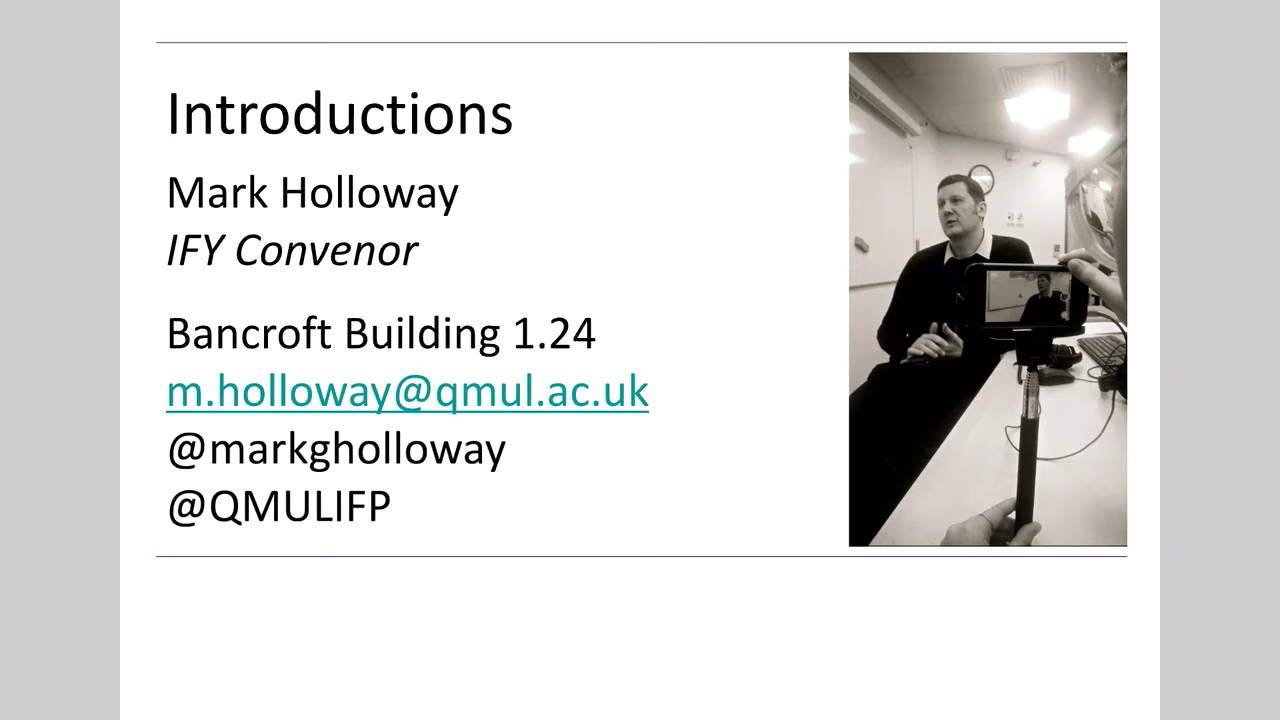 Introductions
Mark Holloway
IFY Convenor
Bancroft Building 1.24
m.holloway@qmul.ac.uk
@markgholloway
@QMULIFP